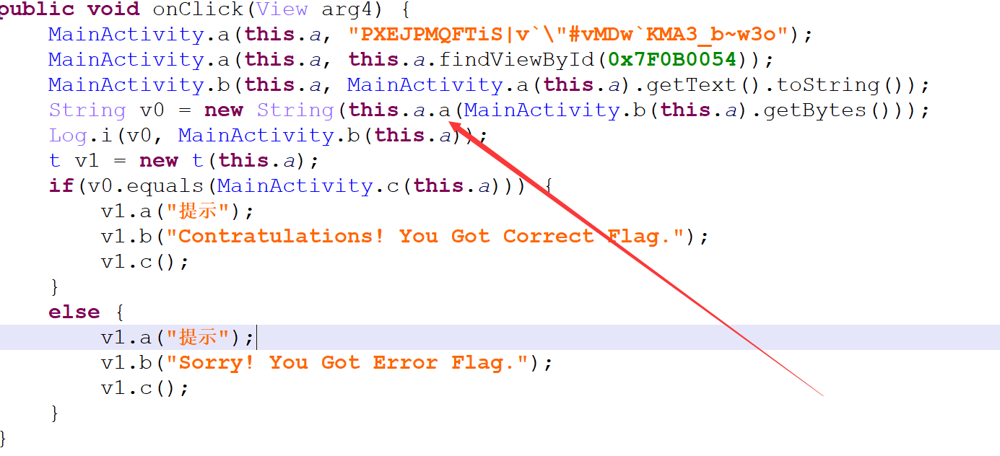 public void onClick(View arg4) {
MainActivity.a(this.a, "PXEJPMQFTiS|v`\"#vMDw`KMA3_b~w3o");
MainActivity.a(this.a, this.a.findViewById(0x7F0B0054));
MainActivity.b(this.a, MainActivity.a(this.a).getText().toString());
String v0 = new String(this.a.a(MainActivity.b(this.a).getBytes()));
Log.i(v0, MainActivity.b(this.a));
t v1 = new t(this.a);
if(v0.equals(MainActivity.c(this.a))) {
v1.a("提示");
v1.b("Contratulations! You Got Correct Flag.");
v1.c();
}
else {
v1.a("提示");
v1.b("Sorry! You Got Error Flag.");
v1.c();
}
}